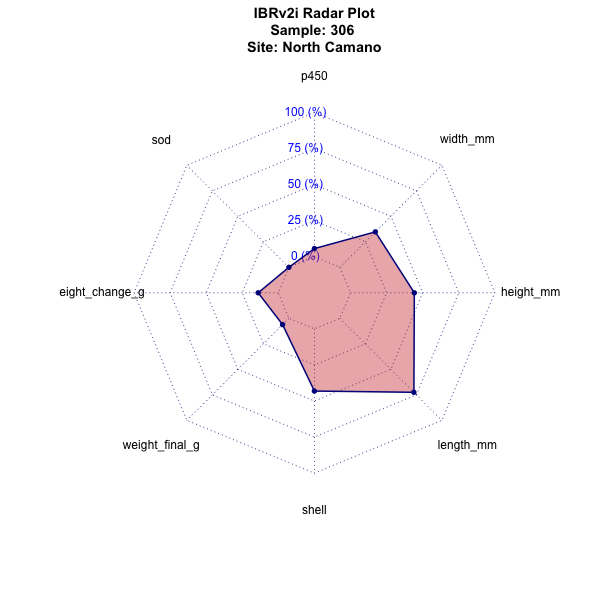 IBRv2i Radar Plot
Sample: 306
Site: North Camano
p450
100 (%)
sod
width_mm
75 (%)
50 (%)
25 (%)
0 (%)
eight_change_g
height_mm
weight_final_g
length_mm
shell